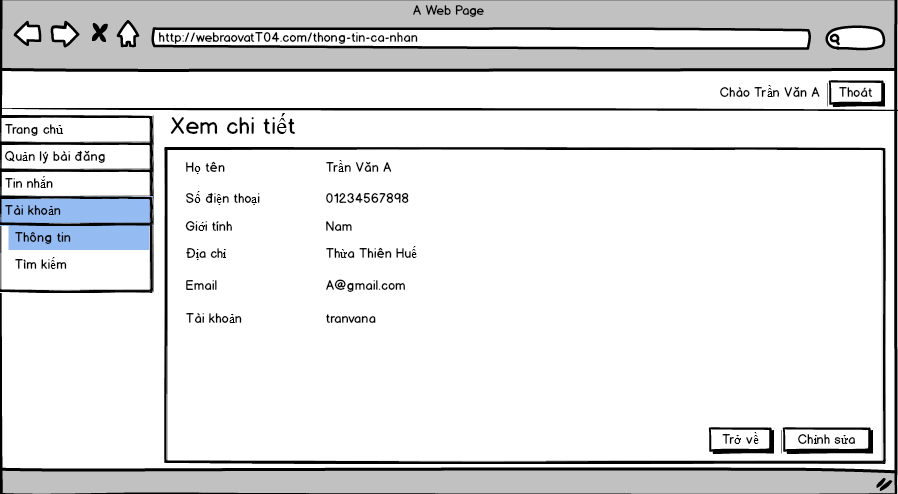 A Web Page
http://webraovatT04.com/thong-tin-ca-nhan
Chào Trần Văn A
Thoát
Trang chủ
Quản lý bài đăng
Tin nhắn
Tài khoản
Thông tin
Tìm kiếm
Xem chi tiết
Họ tên Trần Văn A
Số điện thoại 01234567898
Giới tính Nam
Địa chỉ Thừa Thiên Huế
Email A@gmail.com
Tài khoản tranvana
Trở về
Chỉnh sửa